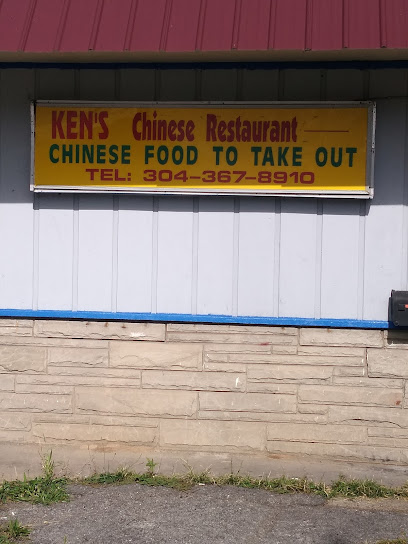 KEN'S Chinese Restaurant
CHINESE FOOD TO TAKE OUT
TEL: 304-367-8910